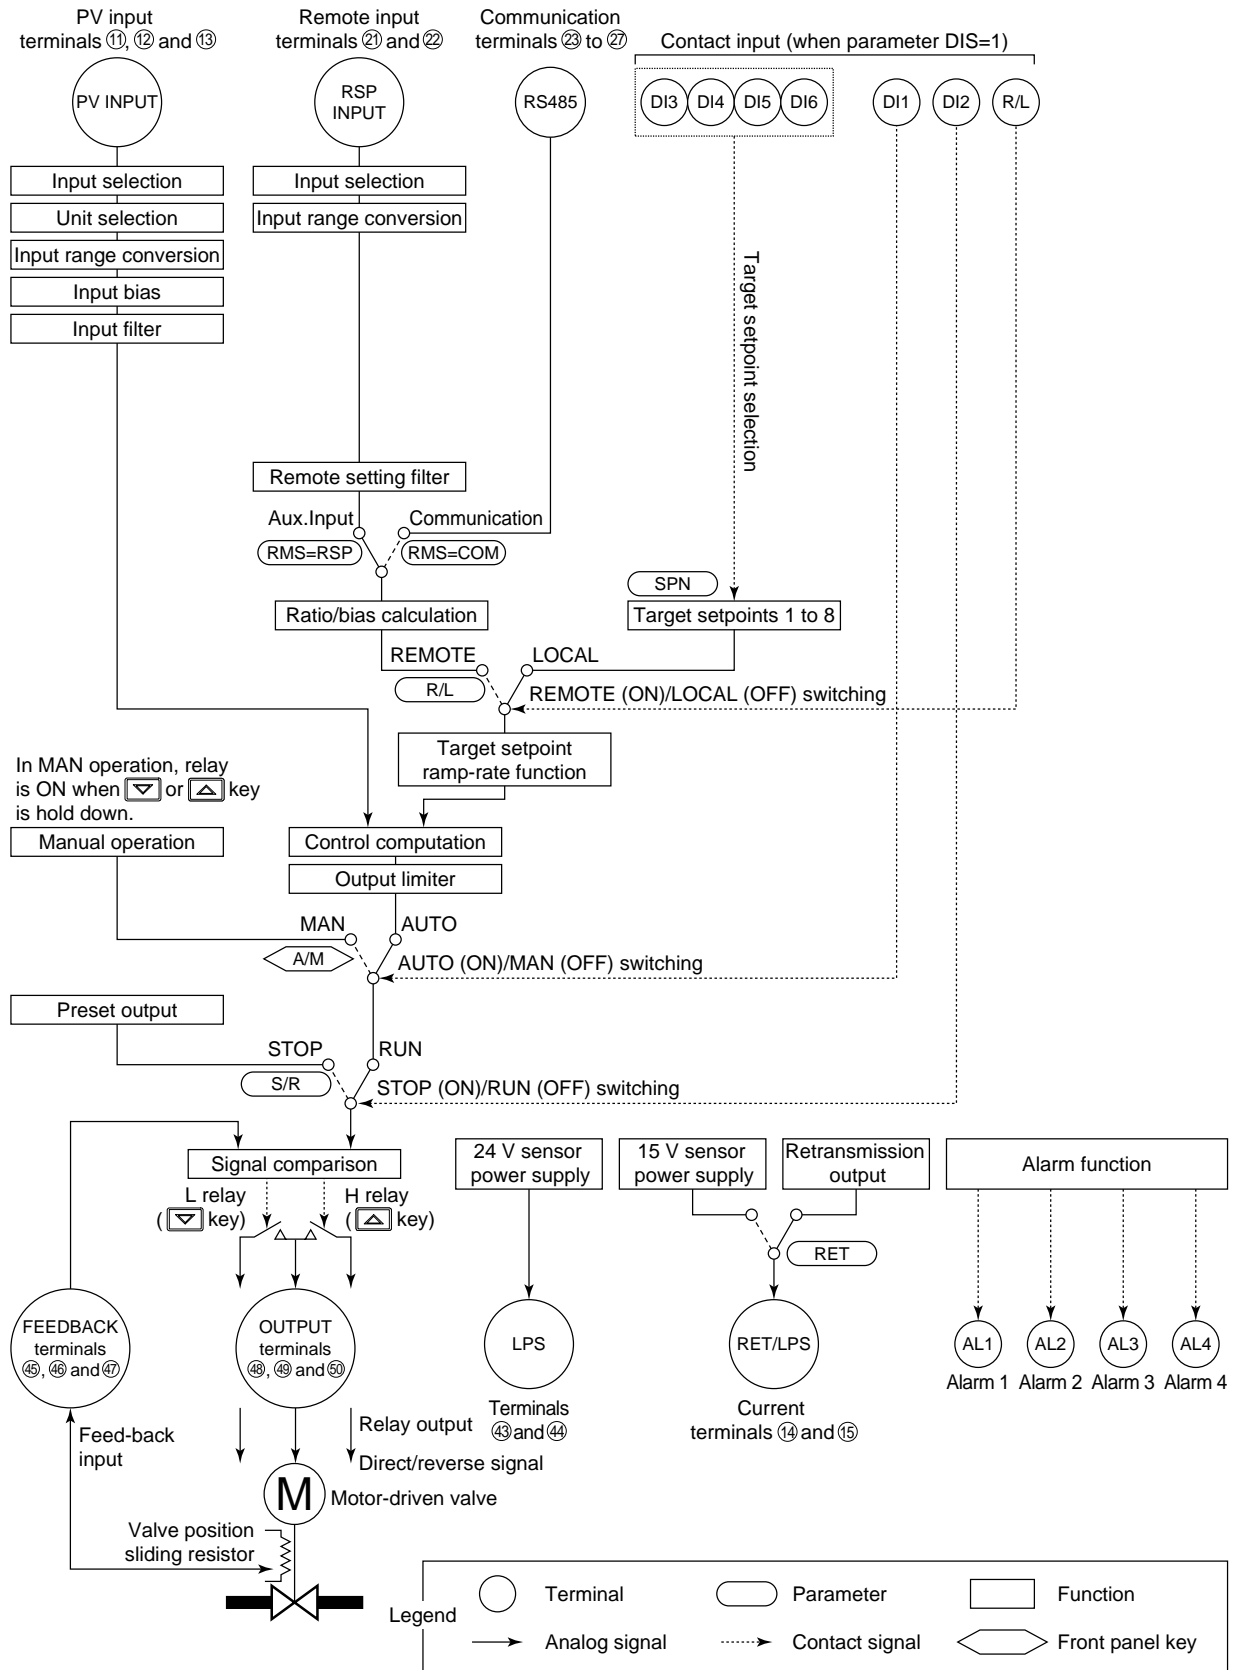 PV input
terminals ⑪, ⑫ and ⑬
Remote input
terminals ㉑ and ㉒
Communication
terminals ㉓ to ㉗
Contact input (when parameter DIS=1)
PV INPUT
RSP
INPUT
RS485
DI3
DI4
DI5
DI6
DI1
DI2
R/L
Input selection
Unit selection
Input range conversion
Input bias
Input filter
Input selection
Input range conversion
Target setpoint selection
Remote setting filter
Aux.Input
Communication
RMS=RSP
RMS=COM
SPN
Ratio/bias calculation
Target setpoints 1 to 8
REMOTE
LOCAL
R/L
REMOTE (ON)/LOCAL (OFF) switching
Target setpoint
ramp-rate function
In MAN operation, relay
is ON when ▽ or △ key
is hold down.
Manual operation
Control computation
Output limiter
MAN
AUTO
A/M
AUTO (ON)/MAN (OFF) switching
Preset output
STOP
RUN
S/R
STOP (ON)/RUN (OFF) switching
Signal comparison
L relay
(▽ key)
H relay
(△ key)
24 V sensor
power supply
15 V sensor
power supply
Retransmission
output
Alarm function
RET
FEEDBACK
terminals
㊺, ㊻ and ㊼
OUTPUT
terminals
㊽, ㊾ and ㊿
LPS
RET/LPS
AL1
AL2
AL3
AL4
Alarm 1
Alarm 2
Alarm 3
Alarm 4
Terminals
㊸ and ㊹
Current
terminals ⑭ and ⑮
Feed-back
input
Relay output
Direct/reverse signal
M
Motor-driven valve
Valve position
sliding resistor
Legend
Terminal
Parameter
Function
Analog signal
Contact signal
Front panel key